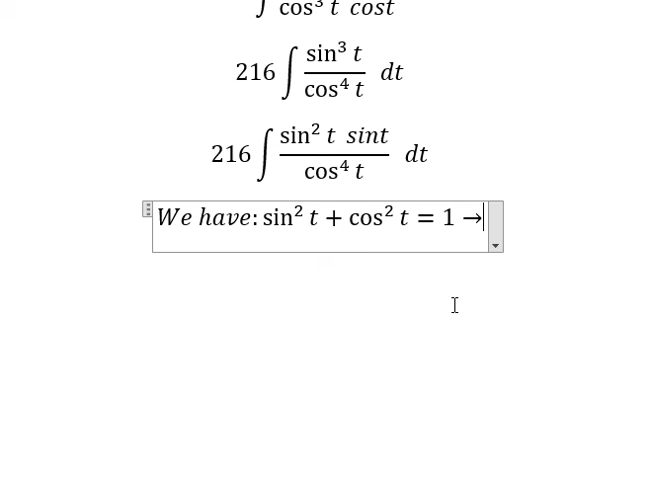 ∫ cos³ t cost
216 ∫ sin³ t / cos⁴ t dt
216 ∫ sin² t sint / cos⁴ t dt
We have: sin² t + cos² t = 1 →